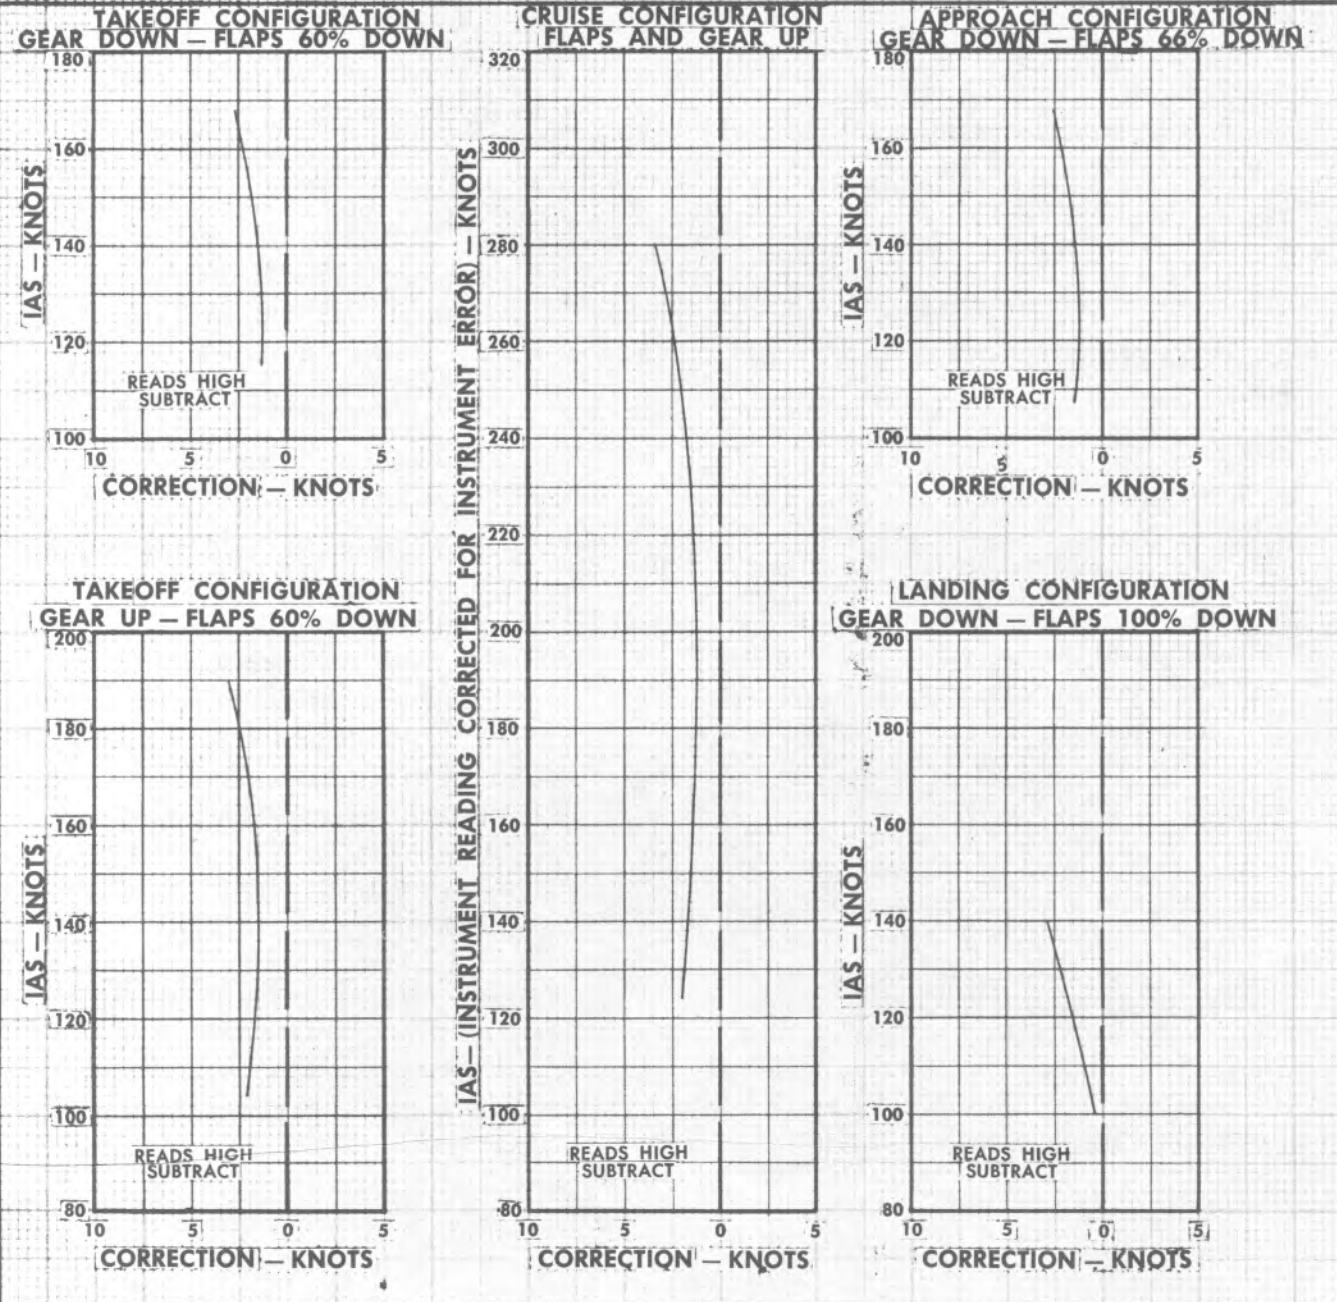 TAKEOFF CONFIGURATION
GEAR DOWN — FLAPS 60% DOWN
180
160
140
120
100
IAS — KNOTS
READS HIGH
SUBTRACT
10 5 0 5
CORRECTION — KNOTS
TAKEOFF CONFIGURATION
GEAR UP — FLAPS 60% DOWN
200
180
160
140
120
100
80
IAS — KNOTS
READS HIGH
SUBTRACT
10 5 0 5
CORRECTION — KNOTS
CRUISE CONFIGURATION
FLAPS AND GEAR UP
320
300
280
260
240
220
200
180
160
140
120
100
80
IAS — (INSTRUMENT READING CORRECTED FOR INSTRUMENT ERROR) — KNOTS
READS HIGH
SUBTRACT
10 5 0 5
CORRECTION — KNOTS
APPROACH CONFIGURATION
GEAR DOWN — FLAPS 66% DOWN
180
160
140
120
100
IAS — KNOTS
READS HIGH
SUBTRACT
10 5 0 5
CORRECTION — KNOTS
LANDING CONFIGURATION
GEAR DOWN — FLAPS 100% DOWN
200
180
160
140
120
100
80
IAS — KNOTS
READS HIGH
SUBTRACT
10 5 0 5
CORRECTION — KNOTS